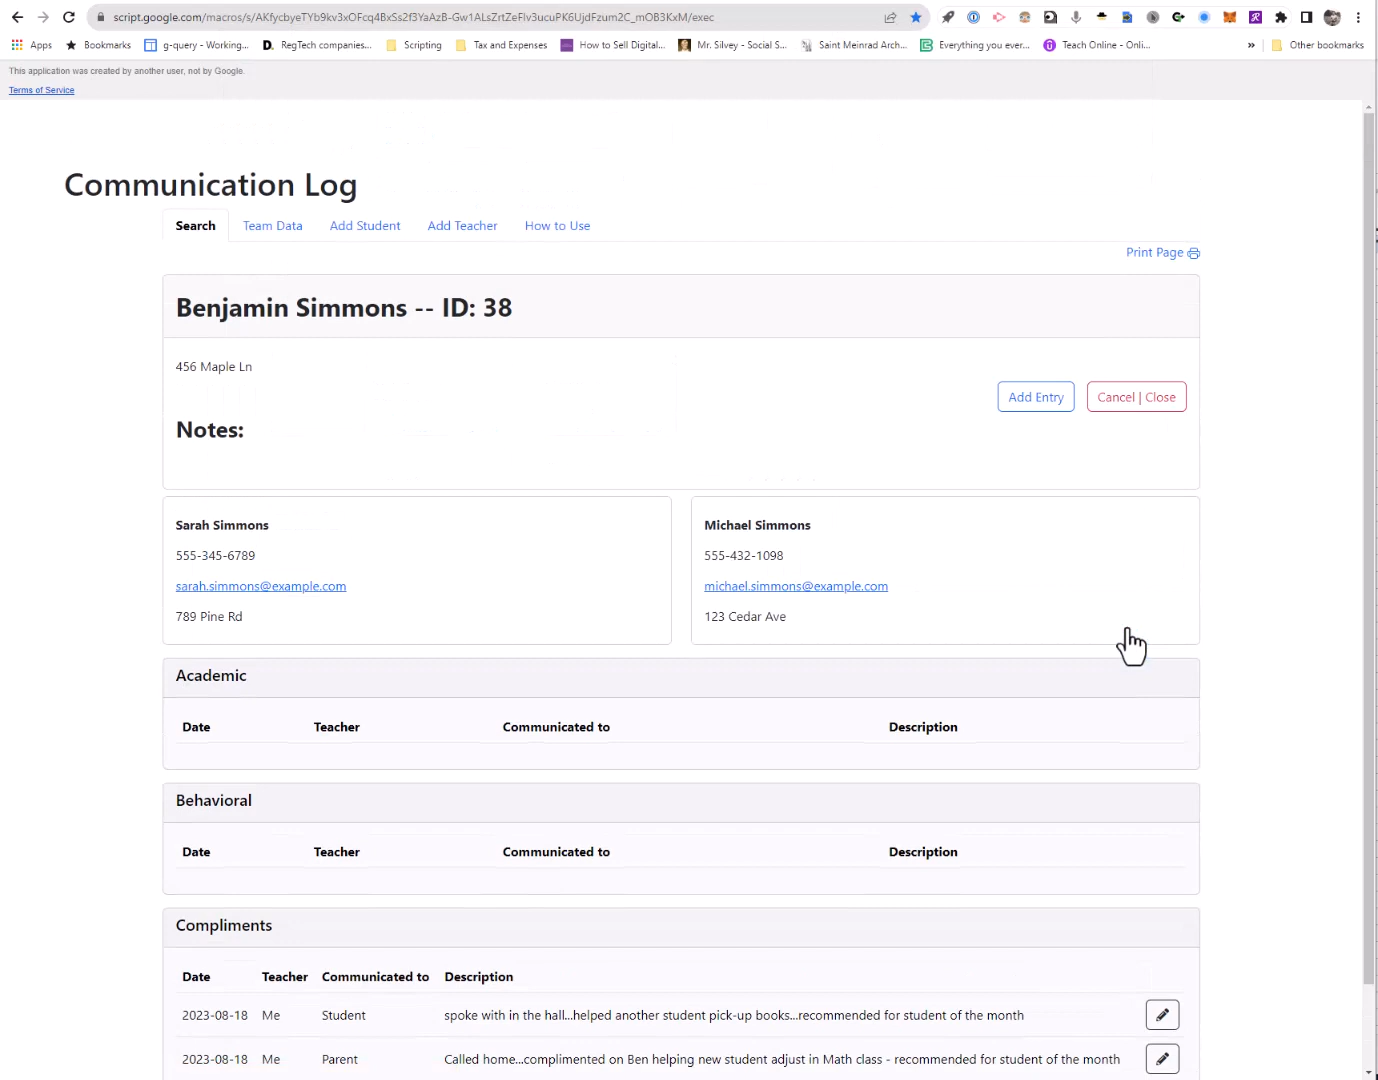 script.google.com/macros/s/AKfycbyeTYb9kv3xOFcq4BxSs2f3YaAzB-Gw1ALsZrtZeFlv3ucuPK6UjdFzum2C_mOB3KxM/exec
Apps Bookmarks g-query - Working... RegTech companies... Scripting Tax and Expenses How to Sell Digital... Mr. Silvey - Social S... Saint Meinrad Arch... Everything you ever... Teach Online - Onli... » Other bookmarks
This application was created by another user, not by Google.
Terms of Service
Communication Log
Search Team Data Add Student Add Teacher How to Use
Print Page
Benjamin Simmons -- ID: 38
456 Maple Ln
Add Entry Cancel | Close
Notes:
Sarah Simmons
555-345-6789
sarah.simmons@example.com
789 Pine Rd
Michael Simmons
555-432-1098
michael.simmons@example.com
123 Cedar Ave
Academic
Date Teacher Communicated to Description
Behavioral
Date Teacher Communicated to Description
Compliments
Date Teacher Communicated to Description
2023-08-18 Me Student spoke with in the hall...helped another student pick-up books...recommended for student of the month
2023-08-18 Me Parent Called home...complimented on Ben helping new student adjust in Math class - recommended for student of the month